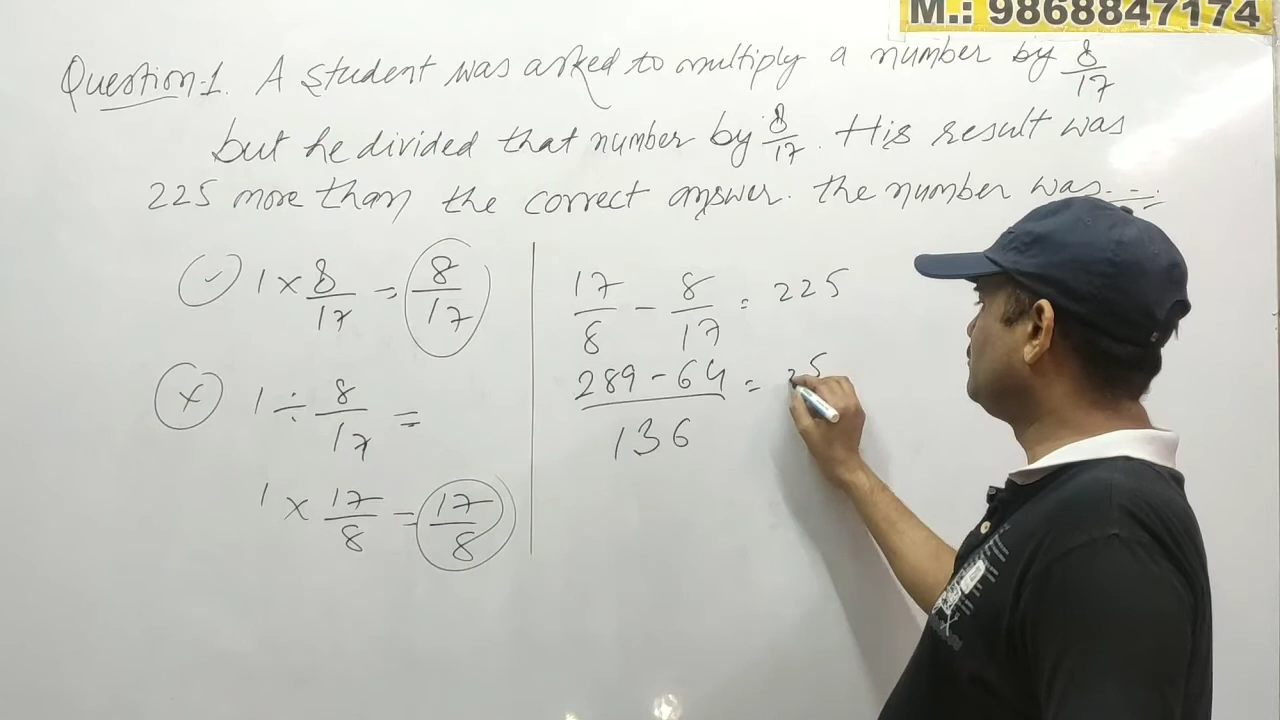 M.: 9868847174
Question-1. A student was asked to multiply a number by 8/17
but he divided that number by 8/17. His result was
225 more than the correct answer. the number was ----
✓ 1 × 8/17 = 8/17
× 1 ÷ 8/17 =
1 × 17/8 = 17/8
17/8 - 8/17 = 225
289 - 64/136 =